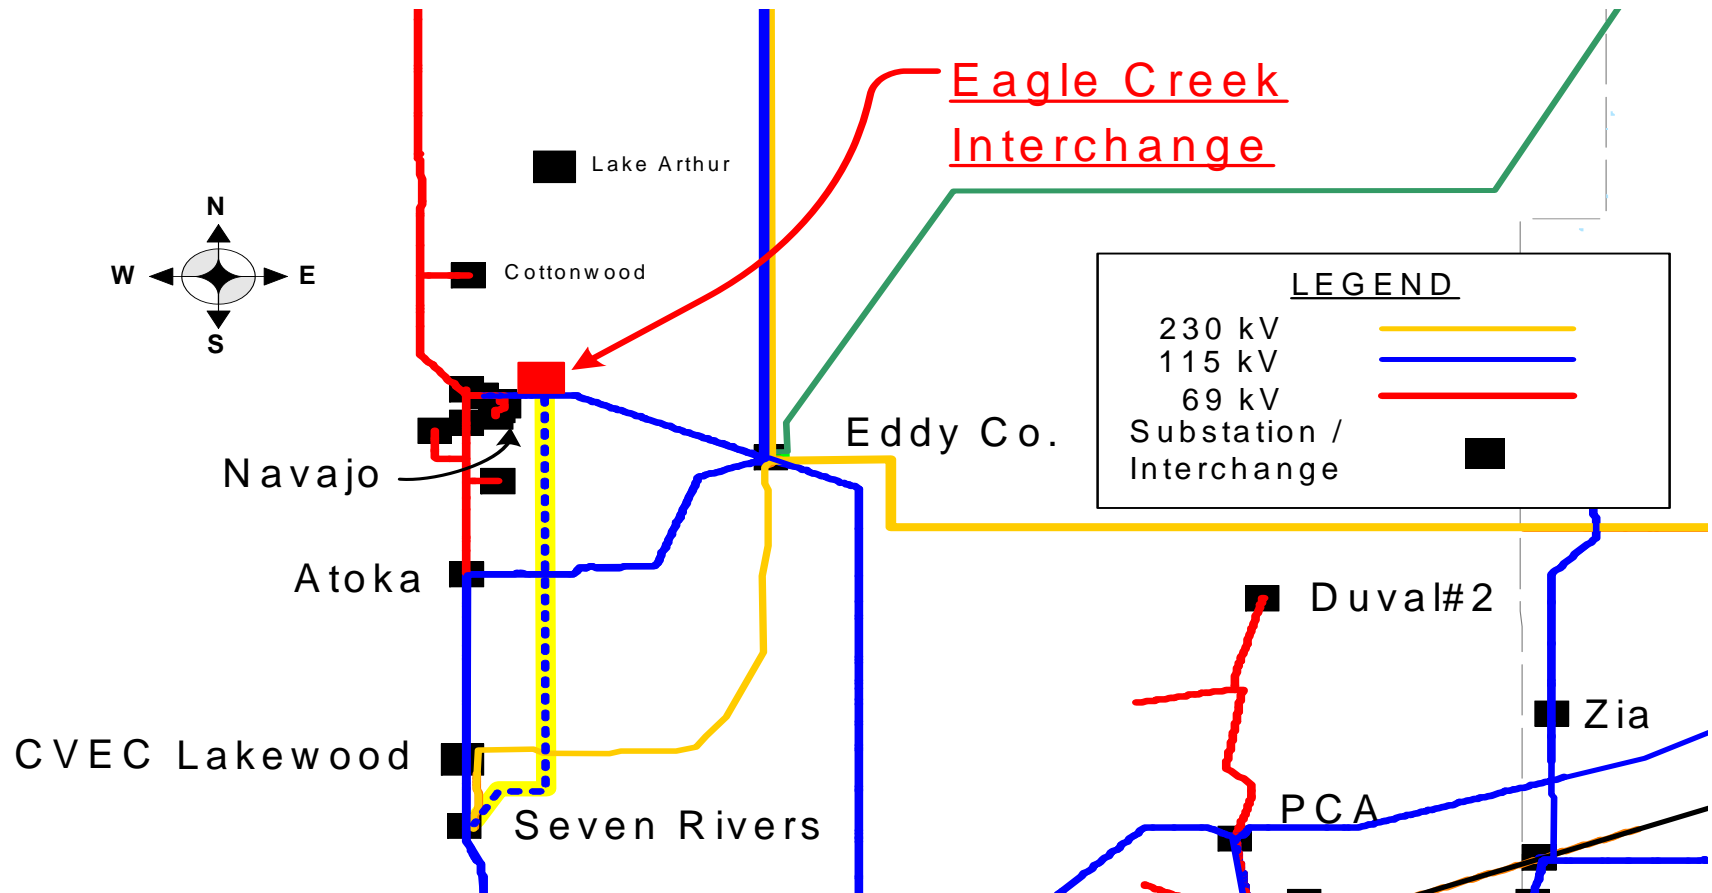 Eagle Creek
Interchange
Lake Arthur
N
W
E
S
Cottonwood
LEGEND
230 kV
115 kV
69 kV
Substation /
Interchange
Eddy Co.
Navajo
Atoka
Duval#2
Zia
CVEC Lakewood
PCA
Seven Rivers